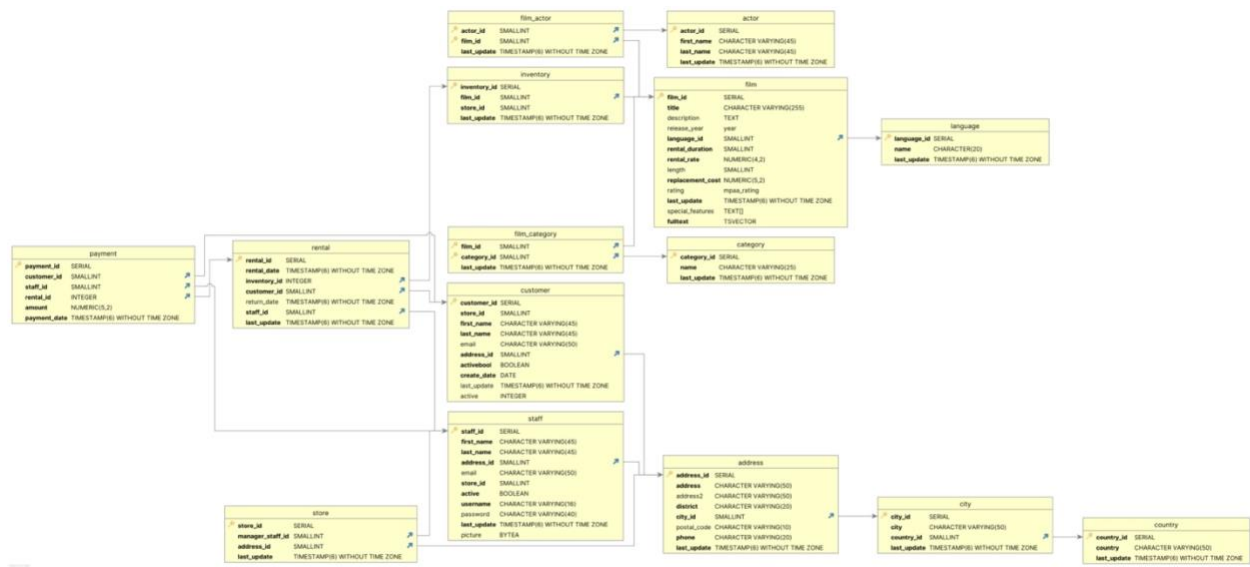 film_actor
actor_id SMALLINT
film_id SMALLINT
last_update TIMESTAMP(6) WITHOUT TIME ZONE
actor
actor_id SERIAL
first_name CHARACTER VARYING(45)
last_name CHARACTER VARYING(45)
last_update TIMESTAMP(6) WITHOUT TIME ZONE
inventory
inventory_id SERIAL
film_id SMALLINT
store_id SMALLINT
last_update TIMESTAMP(6) WITHOUT TIME ZONE
film
film_id SERIAL
title CHARACTER VARYING(255)
description TEXT
release_year year
language_id SMALLINT
rental_duration SMALLINT
rental_rate NUMERIC(4,2)
length SMALLINT
replacement_cost NUMERIC(5,2)
rating mpaa_rating
last_update TIMESTAMP(6) WITHOUT TIME ZONE
special_features TEXT[]
fulltext TSVECTOR
language
language_id SERIAL
name CHARACTER(20)
last_update TIMESTAMP(6) WITHOUT TIME ZONE
film_category
film_id SMALLINT
category_id SMALLINT
last_update TIMESTAMP(6) WITHOUT TIME ZONE
category
category_id SERIAL
name CHARACTER VARYING(25)
last_update TIMESTAMP(6) WITHOUT TIME ZONE
payment
payment_id SERIAL
customer_id SMALLINT
staff_id SMALLINT
rental_id INTEGER
amount NUMERIC(5,2)
payment_date TIMESTAMP(6) WITHOUT TIME ZONE
rental
rental_id SERIAL
rental_date TIMESTAMP(6) WITHOUT TIME ZONE
inventory_id INTEGER
customer_id SMALLINT
return_date TIMESTAMP(6) WITHOUT TIME ZONE
staff_id SMALLINT
last_update TIMESTAMP(6) WITHOUT TIME ZONE
customer
customer_id SERIAL
store_id SMALLINT
first_name CHARACTER VARYING(45)
last_name CHARACTER VARYING(45)
email CHARACTER VARYING(50)
address_id SMALLINT
activebool BOOLEAN
create_date DATE
last_update TIMESTAMP(6) WITHOUT TIME ZONE
active INTEGER
staff
staff_id SERIAL
first_name CHARACTER VARYING(45)
last_name CHARACTER VARYING(45)
address_id SMALLINT
email CHARACTER VARYING(50)
store_id SMALLINT
active BOOLEAN
username CHARACTER VARYING(16)
password CHARACTER VARYING(40)
last_update TIMESTAMP(6) WITHOUT TIME ZONE
picture BYTEA
store
store_id SERIAL
manager_staff_id SMALLINT
address_id SMALLINT
last_update TIMESTAMP(6) WITHOUT TIME ZONE
address
address_id SERIAL
address CHARACTER VARYING(50)
address2 CHARACTER VARYING(50)
district CHARACTER VARYING(20)
city_id SMALLINT
postal_code CHARACTER VARYING(10)
phone CHARACTER VARYING(20)
last_update TIMESTAMP(6) WITHOUT TIME ZONE
city
city_id SERIAL
city CHARACTER VARYING(50)
country_id SMALLINT
last_update TIMESTAMP(6) WITHOUT TIME ZONE
country
country_id SERIAL
country CHARACTER VARYING(50)
last_update TIMESTAMP(6) WITHOUT TIME ZONE